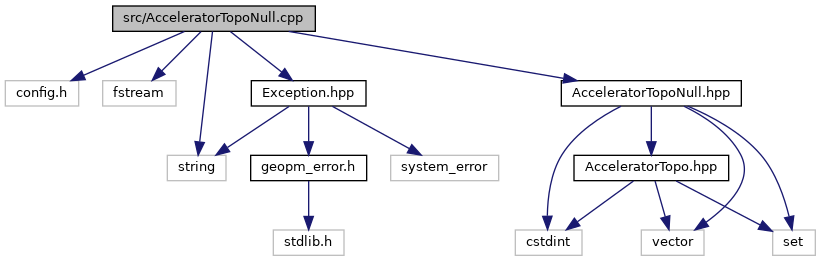 src/AcceleratorTopoNull.cpp
config.h
fstream
Exception.hpp
AcceleratorTopoNull.hpp
string
geopm_error.h
system_error
AcceleratorTopo.hpp
stdlib.h
cstdint
vector
set